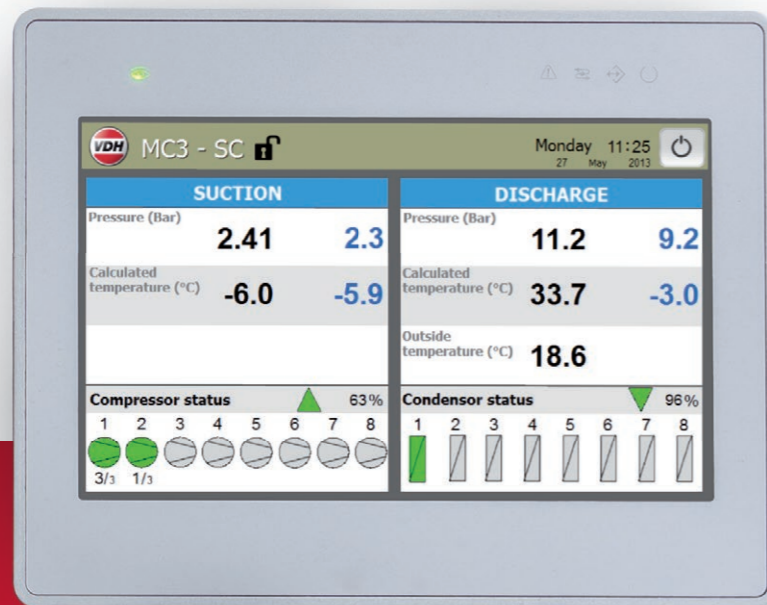 VDH MC3 - SC
Monday 11:25
27 May 2013
SUCTION
Pressure (Bar) 2.41 2.3
Calculated
temperature (°C) -6.0 -5.9
Compressor status 63%
1 2 3 4 5 6 7 8
3/3 1/3
DISCHARGE
Pressure (Bar) 11.2 9.2
Calculated
temperature (°C) 33.7 -3.0
Outside
temperature (°C) 18.6
Condensor status 96%
1 2 3 4 5 6 7 8